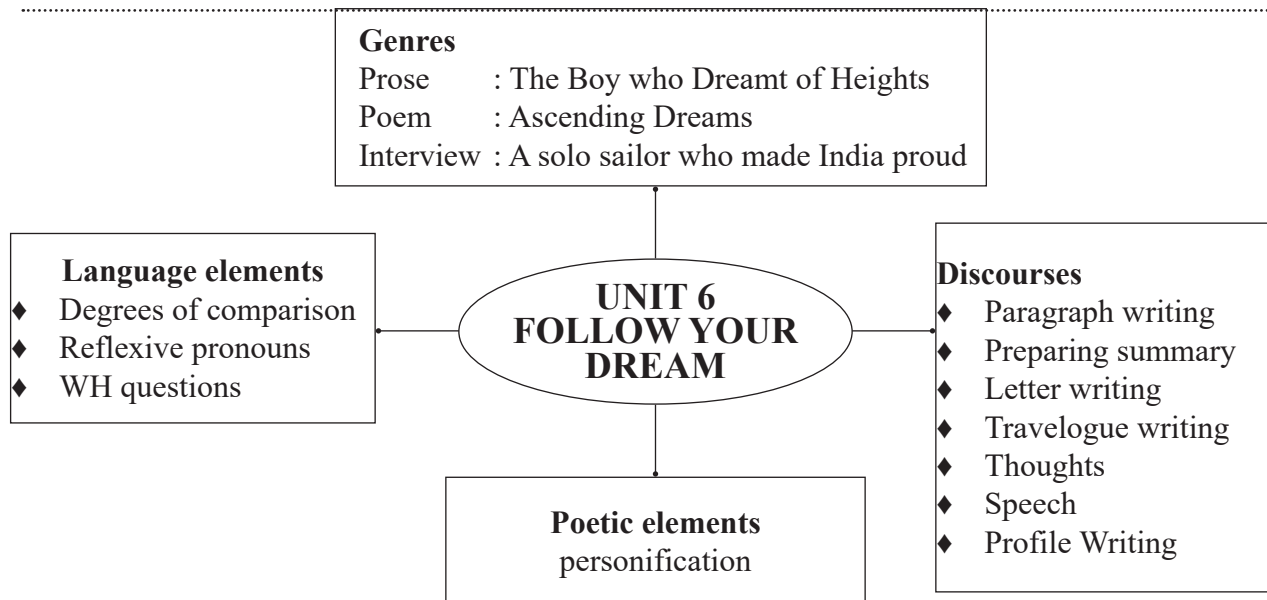 Genres
Prose : The Boy who Dreamt of Heights
Poem : Ascending Dreams
Interview : A solo sailor who made India proud
Language elements
♦ Degrees of comparison
♦ Reflexive pronouns
♦ WH questions
UNIT 6
FOLLOW YOUR
DREAM
Discourses
♦ Paragraph writing
♦ Preparing summary
♦ Letter writing
♦ Travelogue writing
♦ Thoughts
♦ Speech
♦ Profile Writing
Poetic elements
personification